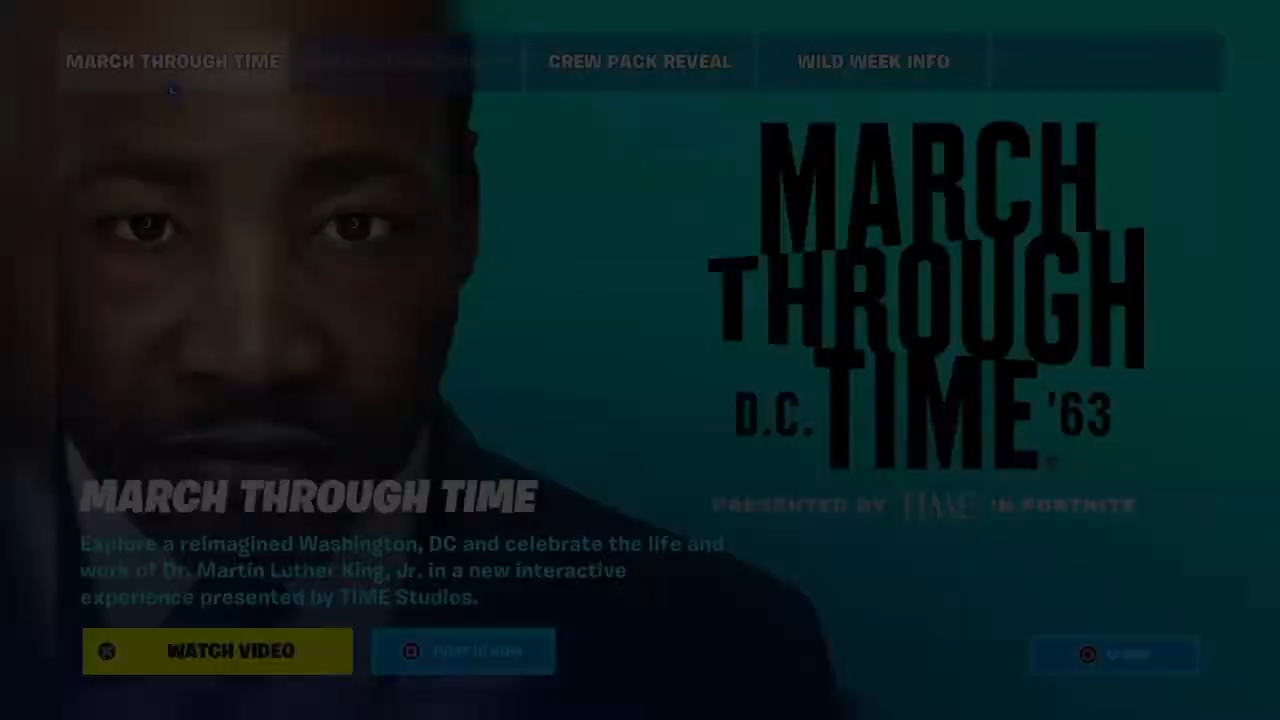 MARCH THROUGH TIME
CREW PACK REVEAL
WILD WEEK INFO
MARCH
THROUGH
D.C. TIME '63
PRESENTED BY TIME IN FORTNITE
MARCH THROUGH TIME
Explore a reimagined Washington, DC and celebrate the life and
work of Dr. Martin Luther King, Jr. in a new interactive
experience presented by TIME Studios.
WATCH VIDEO